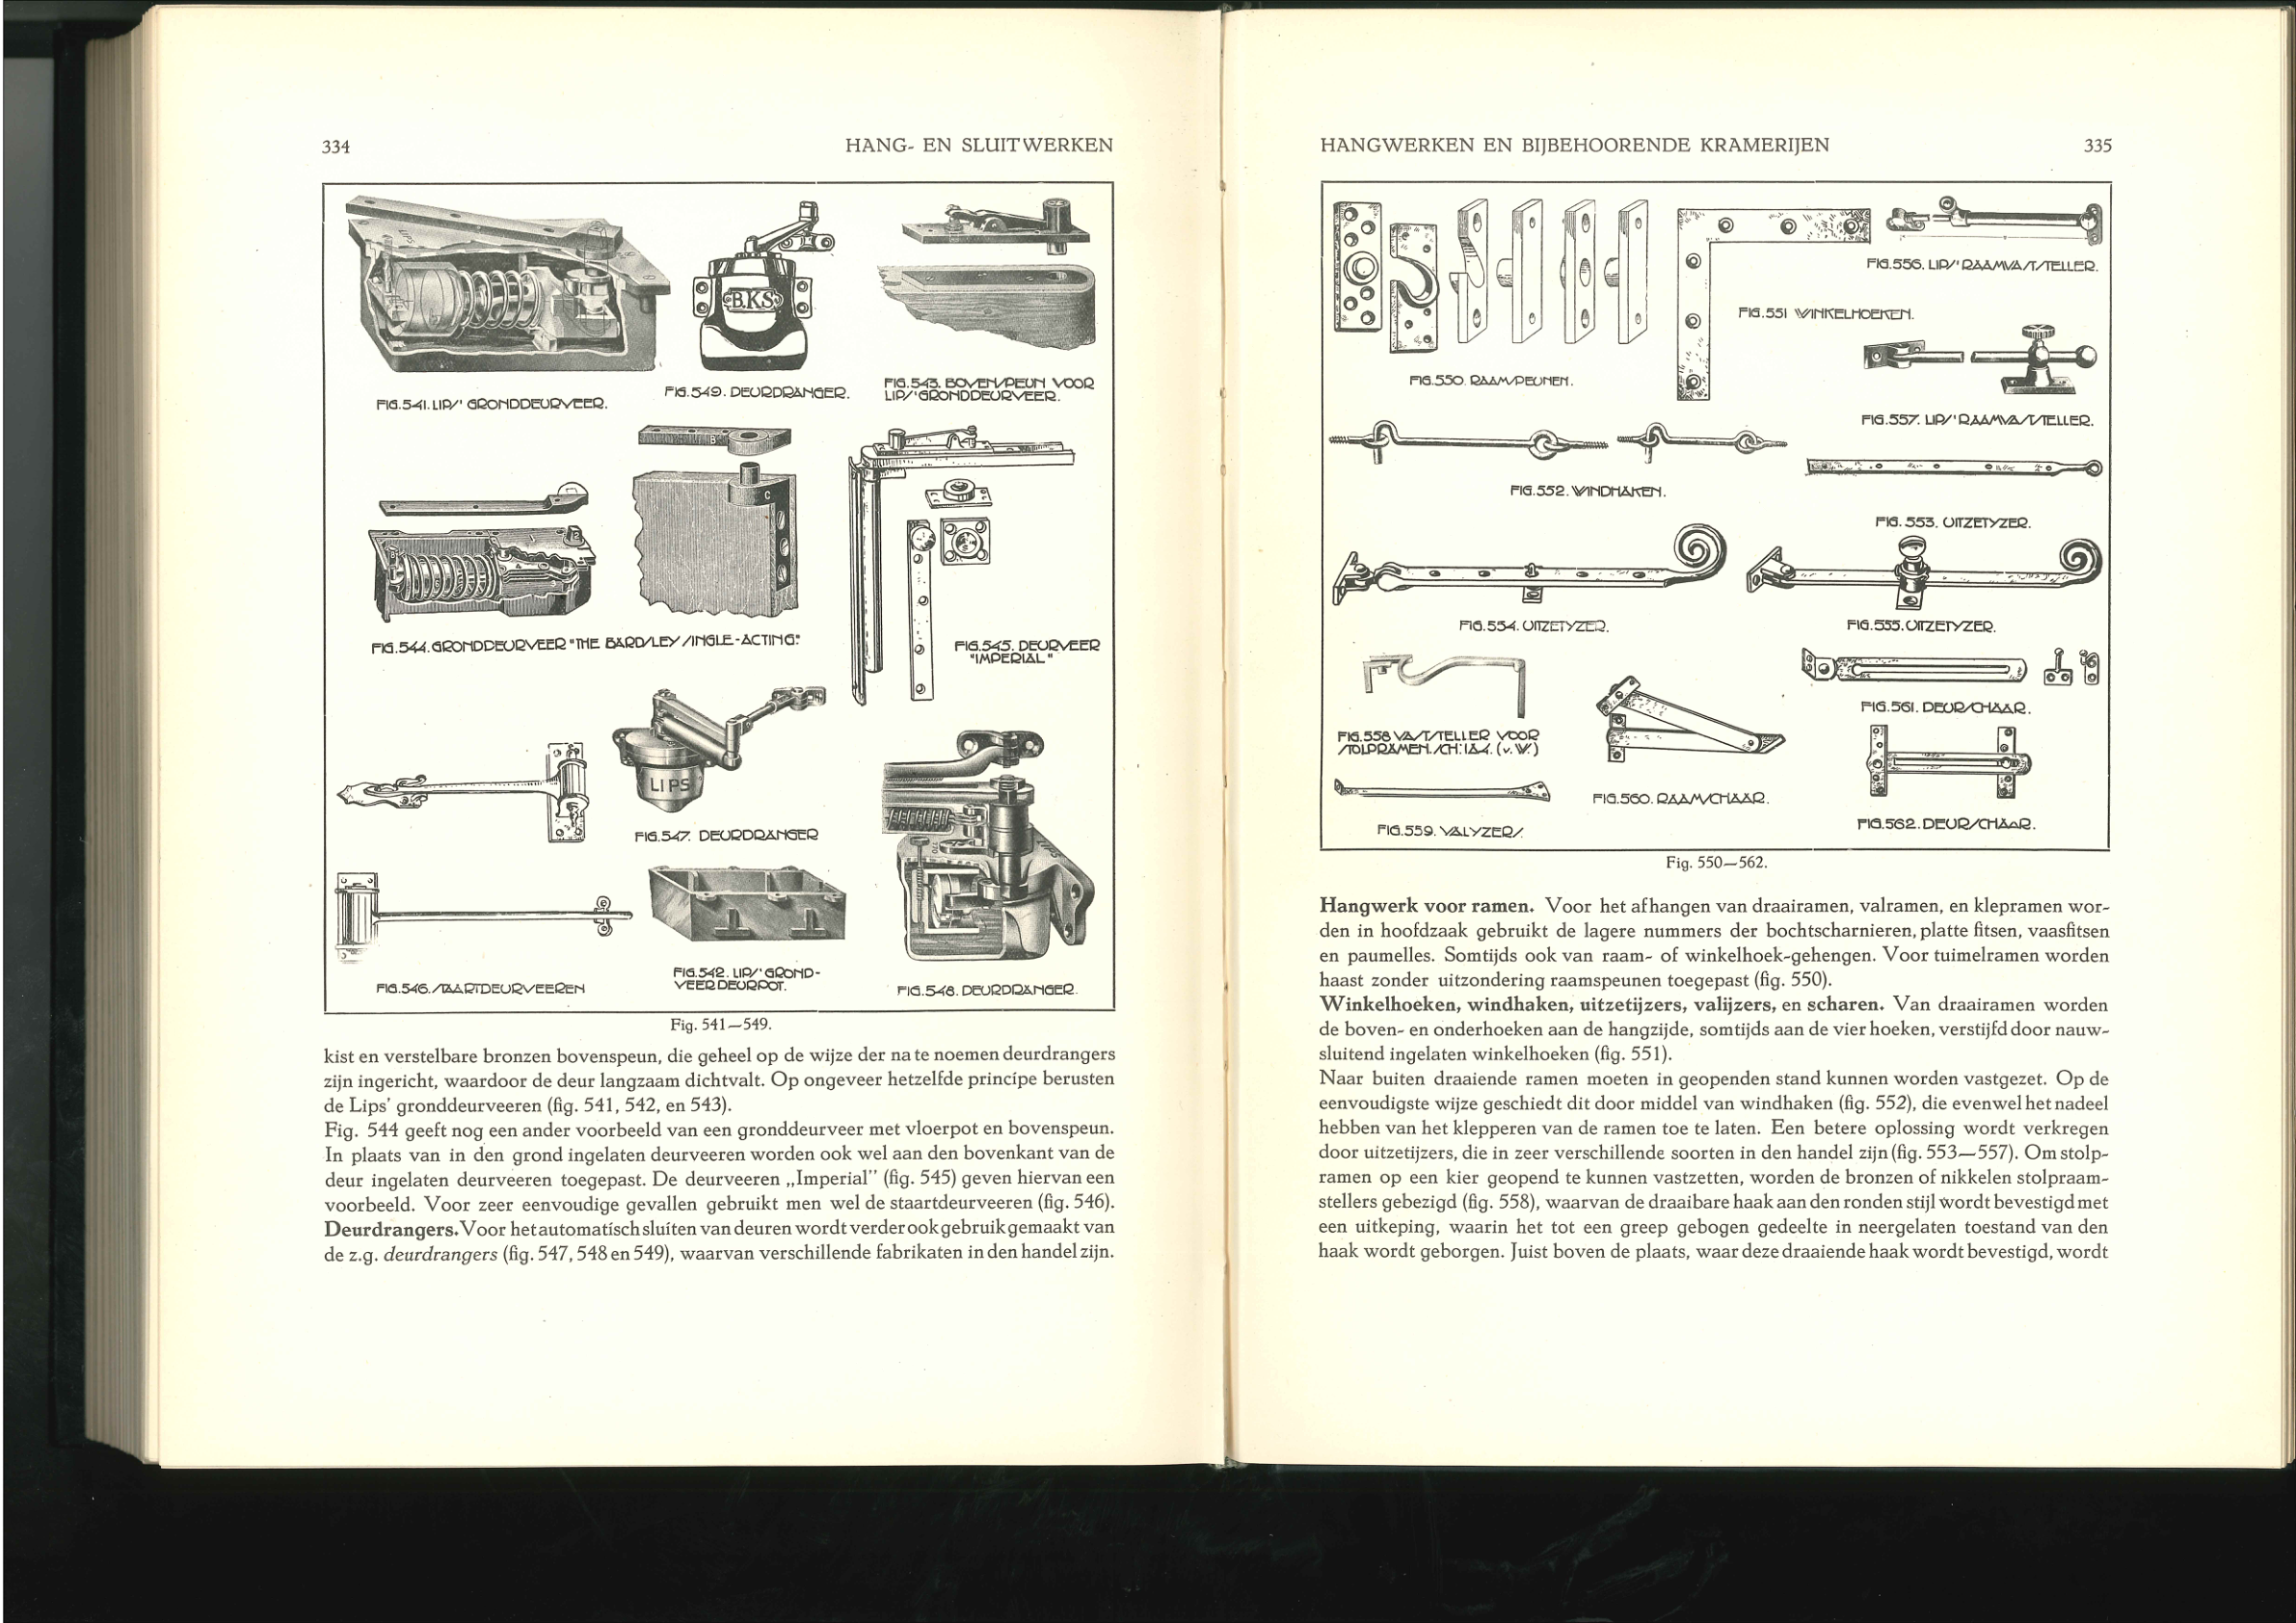 334
HANG- EN SLUITWERKEN
LIPS
B.K.S
FIG.541. LIPS' GRONDDEURVEER.
FIG.549. DEURDRANGER.
FIG.543. BOVENSPEUN VOOR
LIPS' GRONDDEURVEER.
B
C
FIG.544. GRONDDEURVEER "THE BARDSLEY SINGLE-ACTING"
FIG.545. DEURVEER
"IMPERIAL"
LIPS
FIG.547. DEURDRANGER
LIPS
FIG.546. STAARTDEURVEEREN
FIG.542. LIPS' GROND-
VEER DEURPOT.
FIG.548. DEURDRANGER.
Fig. 541—549.
kist en verstelbare bronzen bovenspeun, die geheel op de wijze der na te noemen deurdrangers
zijn ingericht, waardoor de deur langzaam dichtvalt. Op ongeveer hetzelfde principe berusten
de Lips' gronddeurveeren (fig. 541, 542, en 543).
Fig. 544 geeft nog een ander voorbeeld van een gronddeurveer met vloerpot en bovenspeun.
In plaats van in den grond ingelaten deurveeren worden ook wel aan den bovenkant van de
deur ingelaten deurveeren toegepast. De deurveeren „Imperial” (fig. 545) geven hiervan een
voorbeeld. Voor zeer eenvoudige gevallen gebruikt men wel de staartdeurveeren (fig. 546).
Deurdrangers. Voor het automatisch sluiten van deuren wordt verder ook gebruik gemaakt van
de z.g. deurdrangers (fig. 547, 548 en 549), waarvan verschillende fabrikaten in den handel zijn.
HANGWERKEN EN BIJBEHOORENDE KRAMERIJEN
335
FIG.556. LIPS' RAAMVASTSTELLER.
FIG.551 WINKELHOEKEN.
FIG.550. RAAMSPEUNEN.
FIG.557. LIPS' RAAMVASTSTELLER.
FIG.552. WINDHAKEN.
FIG. 553. UITZETYZER.
FIG.554. UITZETYZER.
FIG.555. UITZETYZER.
FIG.561. DEURSCHAAR.
FIG.558 VASTSTELLER VOOR
STOLPRAMEN. SCH: 1 à 4. (v. W.)
FIG.560. RAAMSCHAAR.
FIG.559. VALYZERS.
FIG.562. DEURSCHAAR.
Fig. 550—562.
Hangwerk voor ramen. Voor het afhangen van draairamen, valramen, en klepramen wor-
den in hoofdzaak gebruikt de lagere nummers der bochtscharnieren, platte fitsen, vaasfitsen
en paumelles. Somtijds ook van raam- of winkelhoek-gehengen. Voor tuimelramen worden
haast zonder uitzondering raamspeunen toegepast (fig. 550).
Winkelhoeken, windhaken, uitzetijzers, valijzers, en scharen. Van draairamen worden
de boven- en onderhoeken aan de hangzijde, somtijds aan de vier hoeken, verstijfd door nauw-
sluitend ingelaten winkelhoeken (fig. 551).
Naar buiten draaiende ramen moeten in geopenden stand kunnen worden vastgezet. Op de
eenvoudigste wijze geschiedt dit door middel van windhaken (fig. 552), die evenwel het nadeel
hebben van het klepperen van de ramen toe te laten. Een betere oplossing wordt verkregen
door uitzetijzers, die in zeer verschillende soorten in den handel zijn (fig. 553—557). Om stolp-
ramen op een kier geopend te kunnen vastzetten, worden de bronzen of nikkelen stolpraam-
stellers gebezigd (fig. 558), waarvan de draaibare haak aan den ronden stijl wordt bevestigd met
een uitkeping, waarin het tot een greep gebogen gedeelte in neergelaten toestand van den
haak wordt geborgen. Juist boven de plaats, waar deze draaiende haak wordt bevestigd, wordt